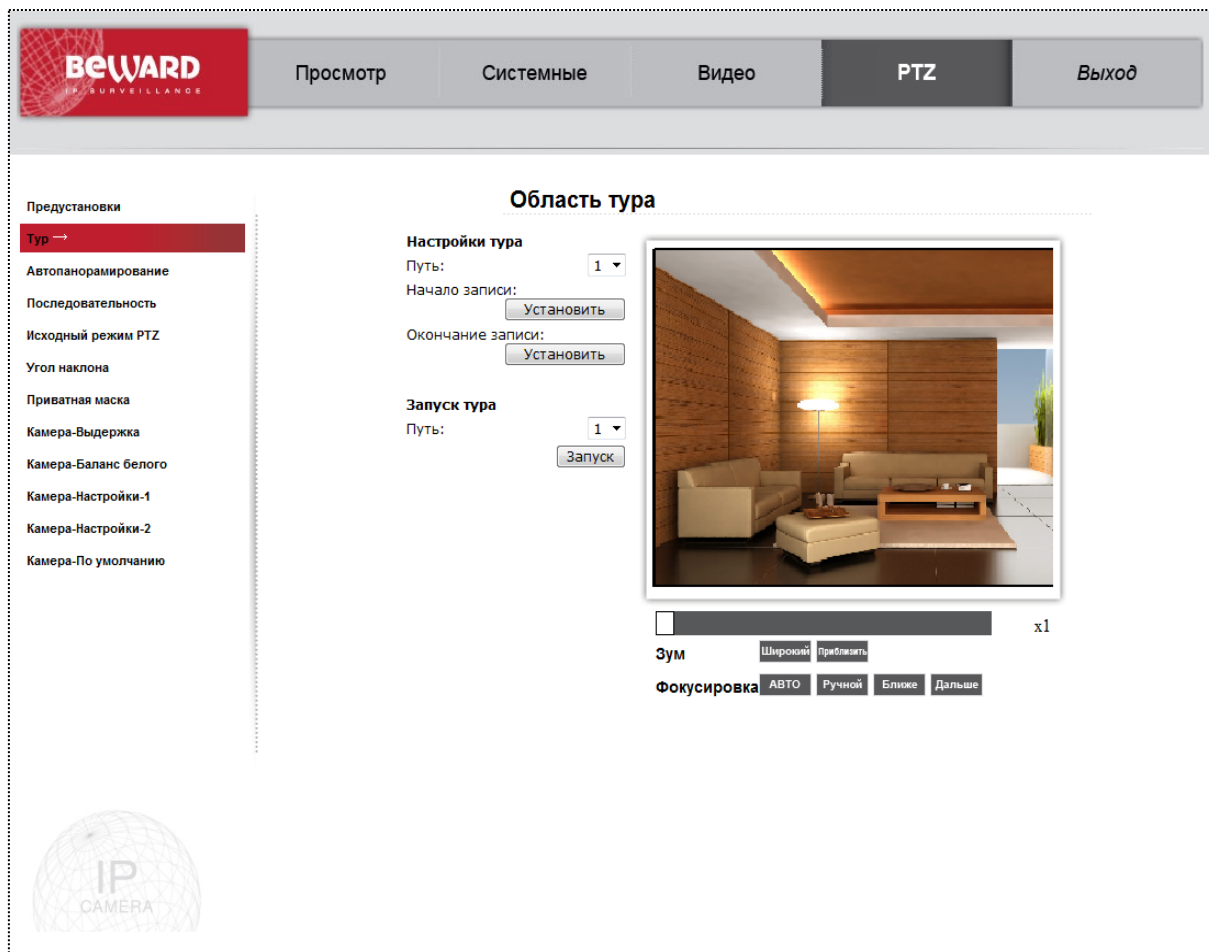 BEWARD
IP SURVEILLANCE
Просмотр
Системные
Видео
PTZ
Выход
Предустановки
Тур →
Автопанорамирование
Последовательность
Исходный режим PTZ
Угол наклона
Приватная маска
Камера-Выдержка
Камера-Баланс белого
Камера-Настройки-1
Камера-Настройки-2
Камера-По умолчанию
Область тура
Настройки тура
Путь: 1
Начало записи:
Установить
Окончание записи:
Установить
Запуск тура
Путь: 1
Запуск
x1
Зум Широкий Приблизить
Фокусировка АВТО Ручной Ближе Дальше
IP
CAMERA